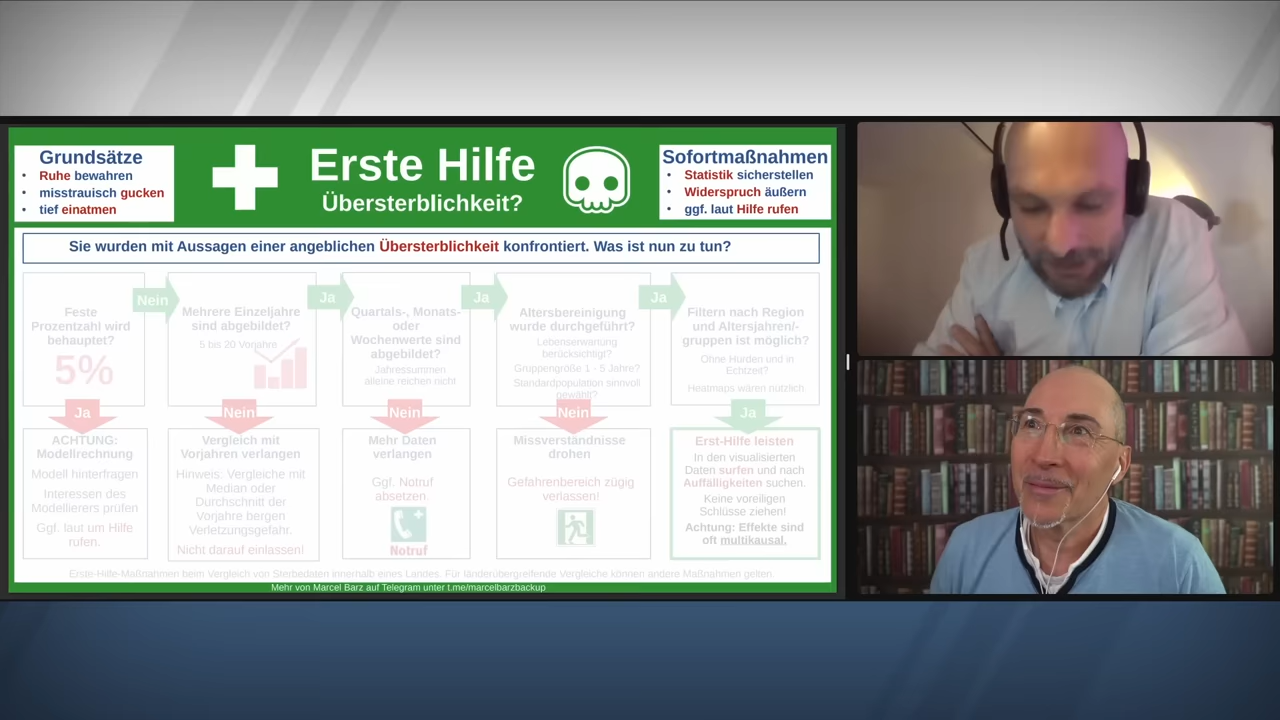 Grundsätze
• Ruhe bewahren
• misstrauisch gucken
• tief einatmen
Erste Hilfe
Übersterblichkeit?
Sofortmaßnahmen
• Statistik sicherstellen
• Widerspruch äußern
• ggf. laut Hilfe rufen
Sie wurden mit Aussagen einer angeblichen Übersterblichkeit konfrontiert. Was ist nun zu tun?
Feste
Prozentzahl wird
behauptet?
5%
Nein
Mehrere Einzeljahre
sind abgebildet?
5 bis 20 Vorjahre
Ja
Quartals-, Monats-
oder
Wochenwerte sind
abgebildet?
Jahressummen
alleine reichen nicht
Ja
Altersbereinigung
wurde durchgeführt?
Lebenserwartung
berücksichtigt?
Gruppengröße 1 - 5 Jahre?
Standardpopulation sinnvoll
gewählt?
Ja
Filtern nach Region
und Altersjahren/-
gruppen ist möglich?
Ohne Hürden und in
Echtzeit?
Heatmaps wären nützlich.
Ja
Nein
Nein
Nein
Ja
ACHTUNG:
Modellrechnung
Modell hinterfragen
Interessen des
Modellierers prüfen
Ggf. laut um Hilfe
rufen.
Vergleich mit
Vorjahren verlangen
Hinweis: Vergleiche mit
Median oder
Durchschnitt der
Vorjahre bergen
Verletzungsgefahr.
Nicht darauf einlassen!
Mehr Daten
verlangen
Ggf. Notruf
absetzen.
Notruf
Missverständnisse
drohen
Gefahrenbereich zügig
verlassen!
Erst-Hilfe leisten
In den visualisierten
Daten surfen und nach
Auffälligkeiten suchen.
Keine voreiligen
Schlüsse ziehen!
Achtung: Effekte sind
oft multikausal.
Erste-Hilfe-Maßnahmen beim Vergleich von Sterbedaten innerhalb eines Landes. Für länderübergreifende Vergleiche können andere Maßnahmen gelten.
Mehr von Marcel Barz auf Telegram unter t.me/marcelbarzbackup